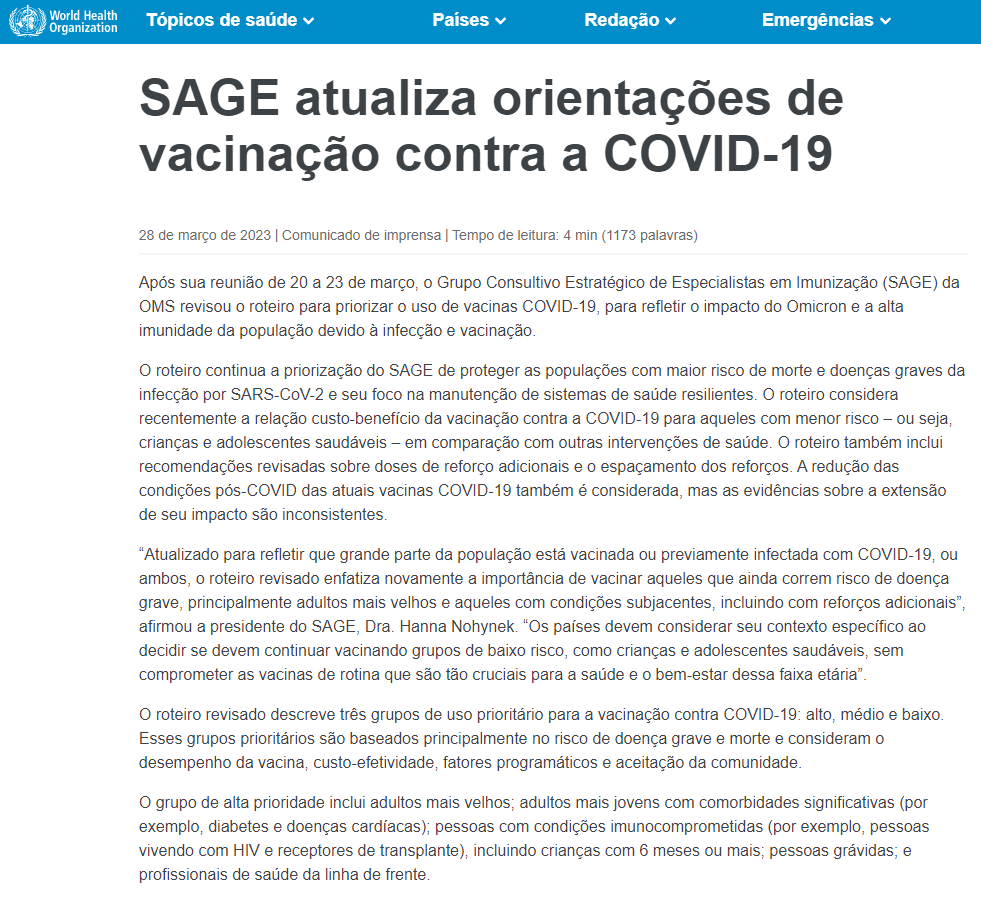 World Health
Organization
Tópicos de saúde
Países
Redação
Emergências
SAGE atualiza orientações de
vacinação contra a COVID-19
28 de março de 2023 | Comunicado de imprensa | Tempo de leitura: 4 min (1173 palavras)
Após sua reunião de 20 a 23 de março, o Grupo Consultivo Estratégico de Especialistas em Imunização (SAGE) da
OMS revisou o roteiro para priorizar o uso de vacinas COVID-19, para refletir o impacto do Omicron e a alta
imunidade da população devido à infecção e vacinação.
O roteiro continua a priorização do SAGE de proteger as populações com maior risco de morte e doenças graves da
infecção por SARS-CoV-2 e seu foco na manutenção de sistemas de saúde resilientes. O roteiro considera
recentemente a relação custo-benefício da vacinação contra a COVID-19 para aqueles com menor risco – ou seja,
crianças e adolescentes saudáveis – em comparação com outras intervenções de saúde. O roteiro também inclui
recomendações revisadas sobre doses de reforço adicionais e o espaçamento dos reforços. A redução das
condições pós-COVID das atuais vacinas COVID-19 também é considerada, mas as evidências sobre a extensão
de seu impacto são inconsistentes.
“Atualizado para refletir que grande parte da população está vacinada ou previamente infectada com COVID-19, ou
ambos, o roteiro revisado enfatiza novamente a importância de vacinar aqueles que ainda correm risco de doença
grave, principalmente adultos mais velhos e aqueles com condições subjacentes, incluindo com reforços adicionais”,
afirmou a presidente do SAGE, Dra. Hanna Nohynek. “Os países devem considerar seu contexto específico ao
decidir se devem continuar vacinando grupos de baixo risco, como crianças e adolescentes saudáveis, sem
comprometer as vacinas de rotina que são tão cruciais para a saúde e o bem-estar dessa faixa etária”.
O roteiro revisado descreve três grupos de uso prioritário para a vacinação contra COVID-19: alto, médio e baixo.
Esses grupos prioritários são baseados principalmente no risco de doença grave e morte e consideram o
desempenho da vacina, custo-efetividade, fatores programáticos e aceitação da comunidade.
O grupo de alta prioridade inclui adultos mais velhos; adultos mais jovens com comorbidades significativas (por
exemplo, diabetes e doenças cardíacas); pessoas com condições imunocomprometidas (por exemplo, pessoas
vivendo com HIV e receptores de transplante), incluindo crianças com 6 meses ou mais; pessoas grávidas; e
profissionais de saúde da linha de frente.